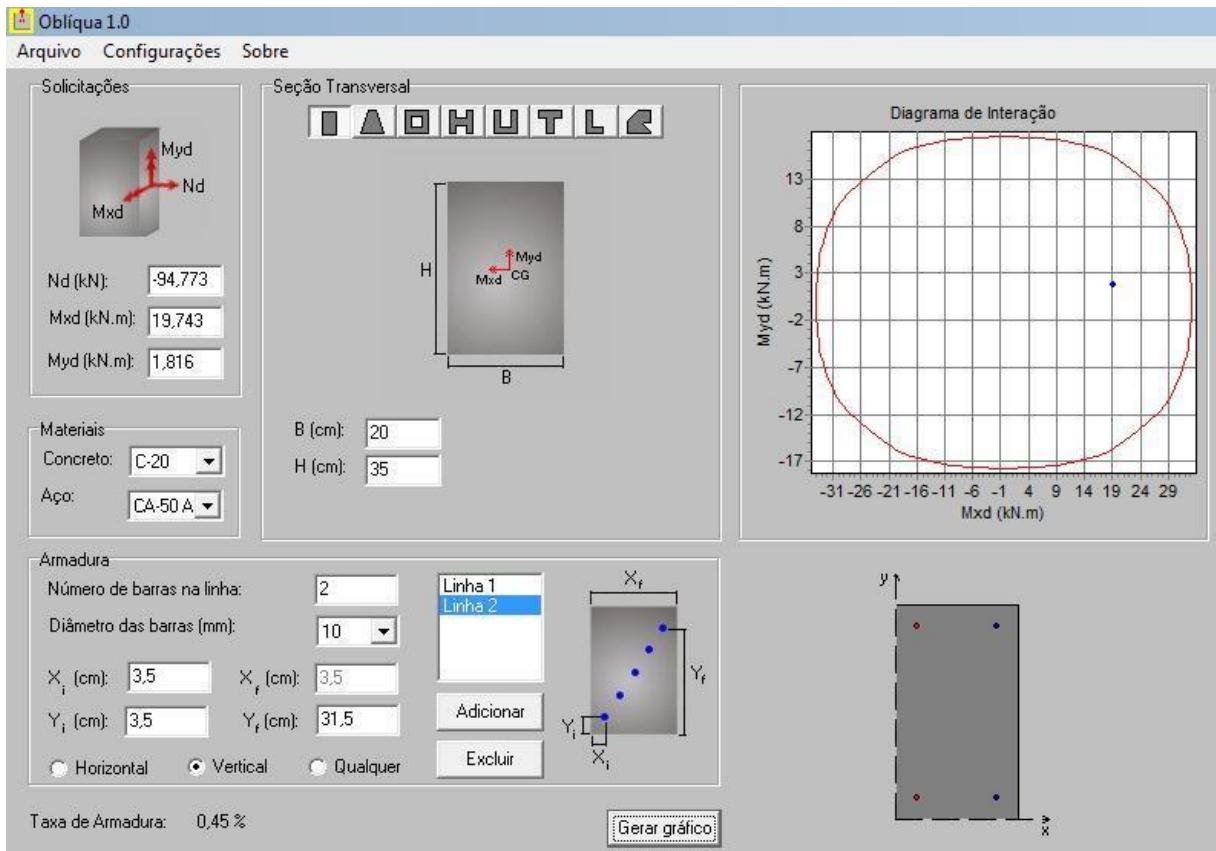 Oblíqua 1.0
Arquivo Configurações Sobre
Solicitações
Myd
Nd
Mxd
Nd (kN): -94,773
Mxd (kN.m): 19,743
Myd (kN.m): 1,816
Materiais
Concreto: C-20
Aço: CA-50 A
Seção Transversal
H
Myd
Mxd CG
B
B (cm): 20
H (cm): 35
Diagrama de Interação
Myd (kN.m)
13
8
3
-2
-7
-12
-17
-31 -26 -21 -16 -11 -6 -1 4 9 14 19 24 29
Mxd (kN.m)
Armadura
Número de barras na linha: 2
Diâmetro das barras (mm): 10
Xi (cm): 3,5 Xf (cm): 3,5
Yi (cm): 3,5 Yf (cm): 31,5
Horizontal Vertical Qualquer
Linha 1
Linha 2
Adicionar
Excluir
Xf
Yf
Yi
Xi
Taxa de Armadura: 0,45 %
Gerar gráfico
y
x